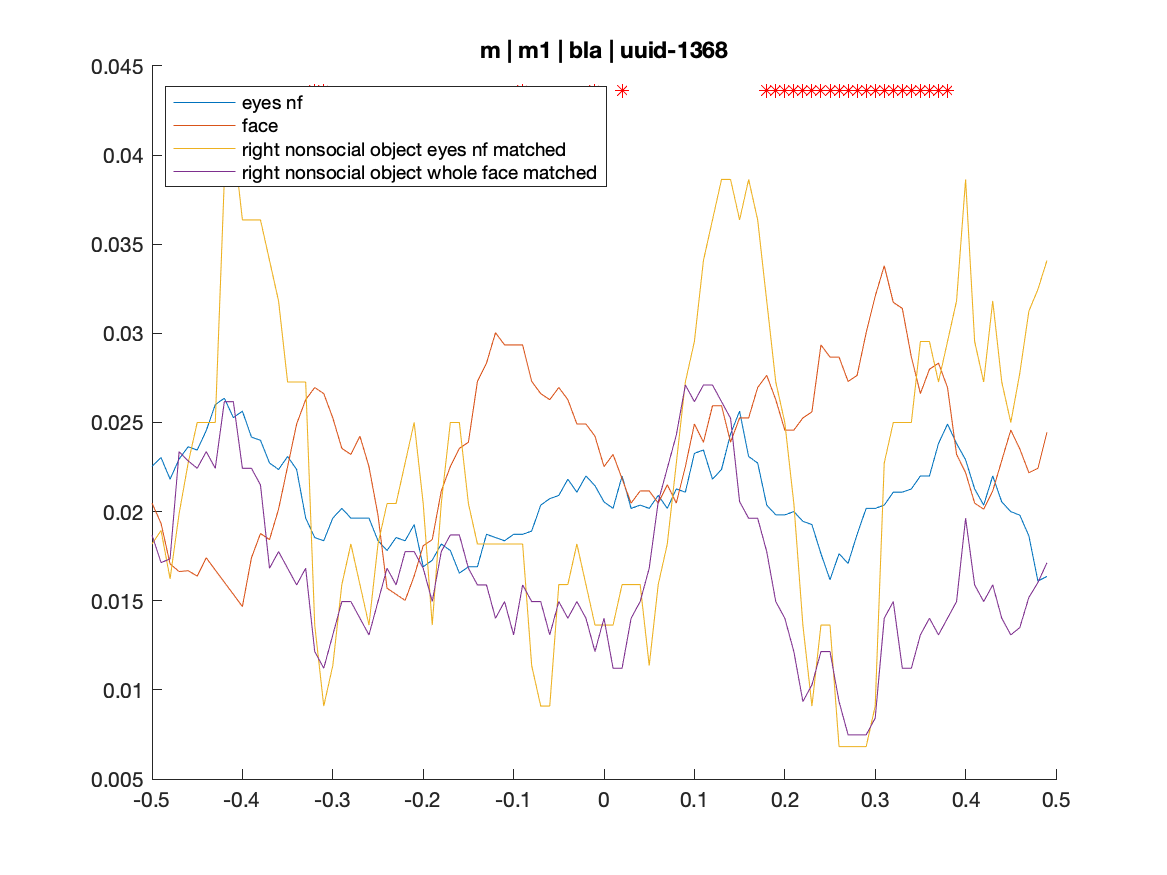 m | m1 | bla | uuid-1368
0.045
eyes nf
face
right nonsocial object eyes nf matched
right nonsocial object whole face matched
0.04
0.035
0.03
0.025
0.02
0.015
0.01
0.005
-0.5 -0.4 -0.3 -0.2 -0.1 0 0.1 0.2 0.3 0.4 0.5